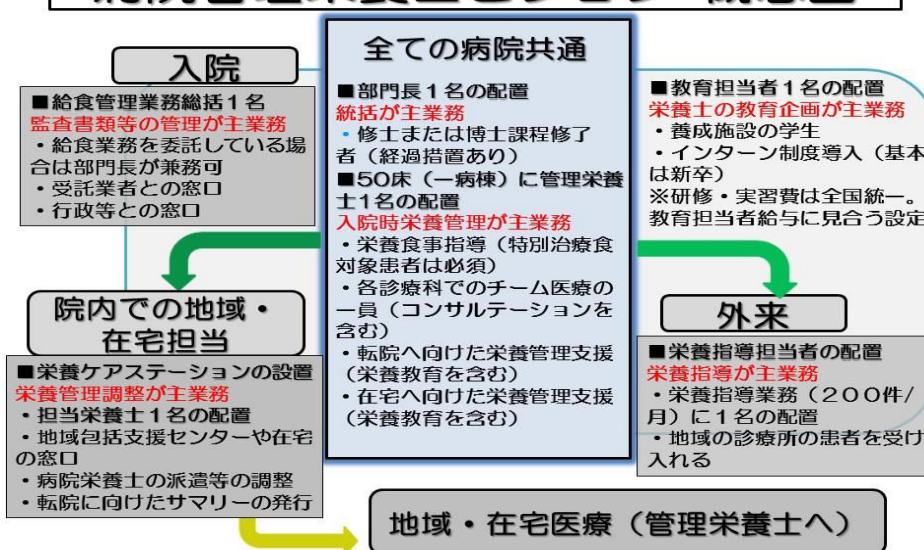 入院
■給食管理業務総括1名
監査書類等の管理が主業務
・給食業務を委託している場
合は部門長が兼務可
・受託業者との窓口
・行政等との窓口
全ての病院共通
■部門長1名の配置
統括が主業務
・修士または博士課程修了
者（経過措置あり）
■50床（一病棟）に管理栄養
士1名の配置
入院時栄養管理が主業務
・栄養食事指導（特別治療食
対象患者は必須）
・各診療科でのチーム医療の
一員（コンサルテーションを
含む）
・転院へ向けた栄養管理支援
（栄養教育を含む）
・在宅へ向けた栄養管理支援
（栄養教育を含む）
■教育担当者1名の配置
栄養士の教育企画が主業務
・養成施設の学生
・インターン制度導入（基本
は新卒）
※研修・実習費は全国統一。
教育担当者給与に見合う設定
院内での地域・
在宅担当
■栄養ケアステーションの設置
栄養管理調整が主業務
・担当栄養士1名の配置
・地域包括支援センターや在宅
の窓口
・病院栄養士の派遣等の調整
・転院に向けたサマリーの発行
外来
■栄養指導担当者の配置
栄養指導が主業務
・栄養指導業務（200件/
月）に1名の配置
・地域の診療所の患者を受け
入れる
地域・在宅医療（管理栄養士へ）